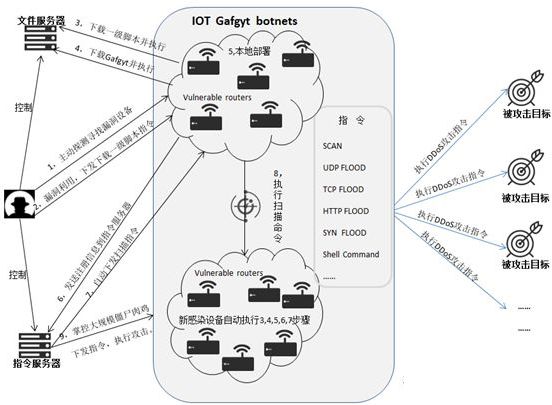 IOT Gafgyt botnets
文件服务器
3、下载一级脚本并执行
4、下载Gafgyt并执行
5,本地部署
Vulnerable routers
控制
1、主动探测寻找漏洞设备
2、漏洞利用，下发下载一级脚本指令
指 令
SCAN
UDP FLOOD
TCP FLOOD
HTTP FLOOD
SYN FLOOD
Shell Command
......
8，执行扫描命令
执行DDoS攻击指令
被攻击目标
执行DDoS攻击指令
被攻击目标
执行DDoS攻击指令
被攻击目标
执行DDoS攻击指令
......
......
控制
6、发送注册信息到指令服务器
7、自动下发扫描指令
Vulnerable routers
新感染设备自动执行3,4,5,6,7步骤
9、掌控大规模僵尸肉鸡
下发指令，执行攻击。
指令服务器